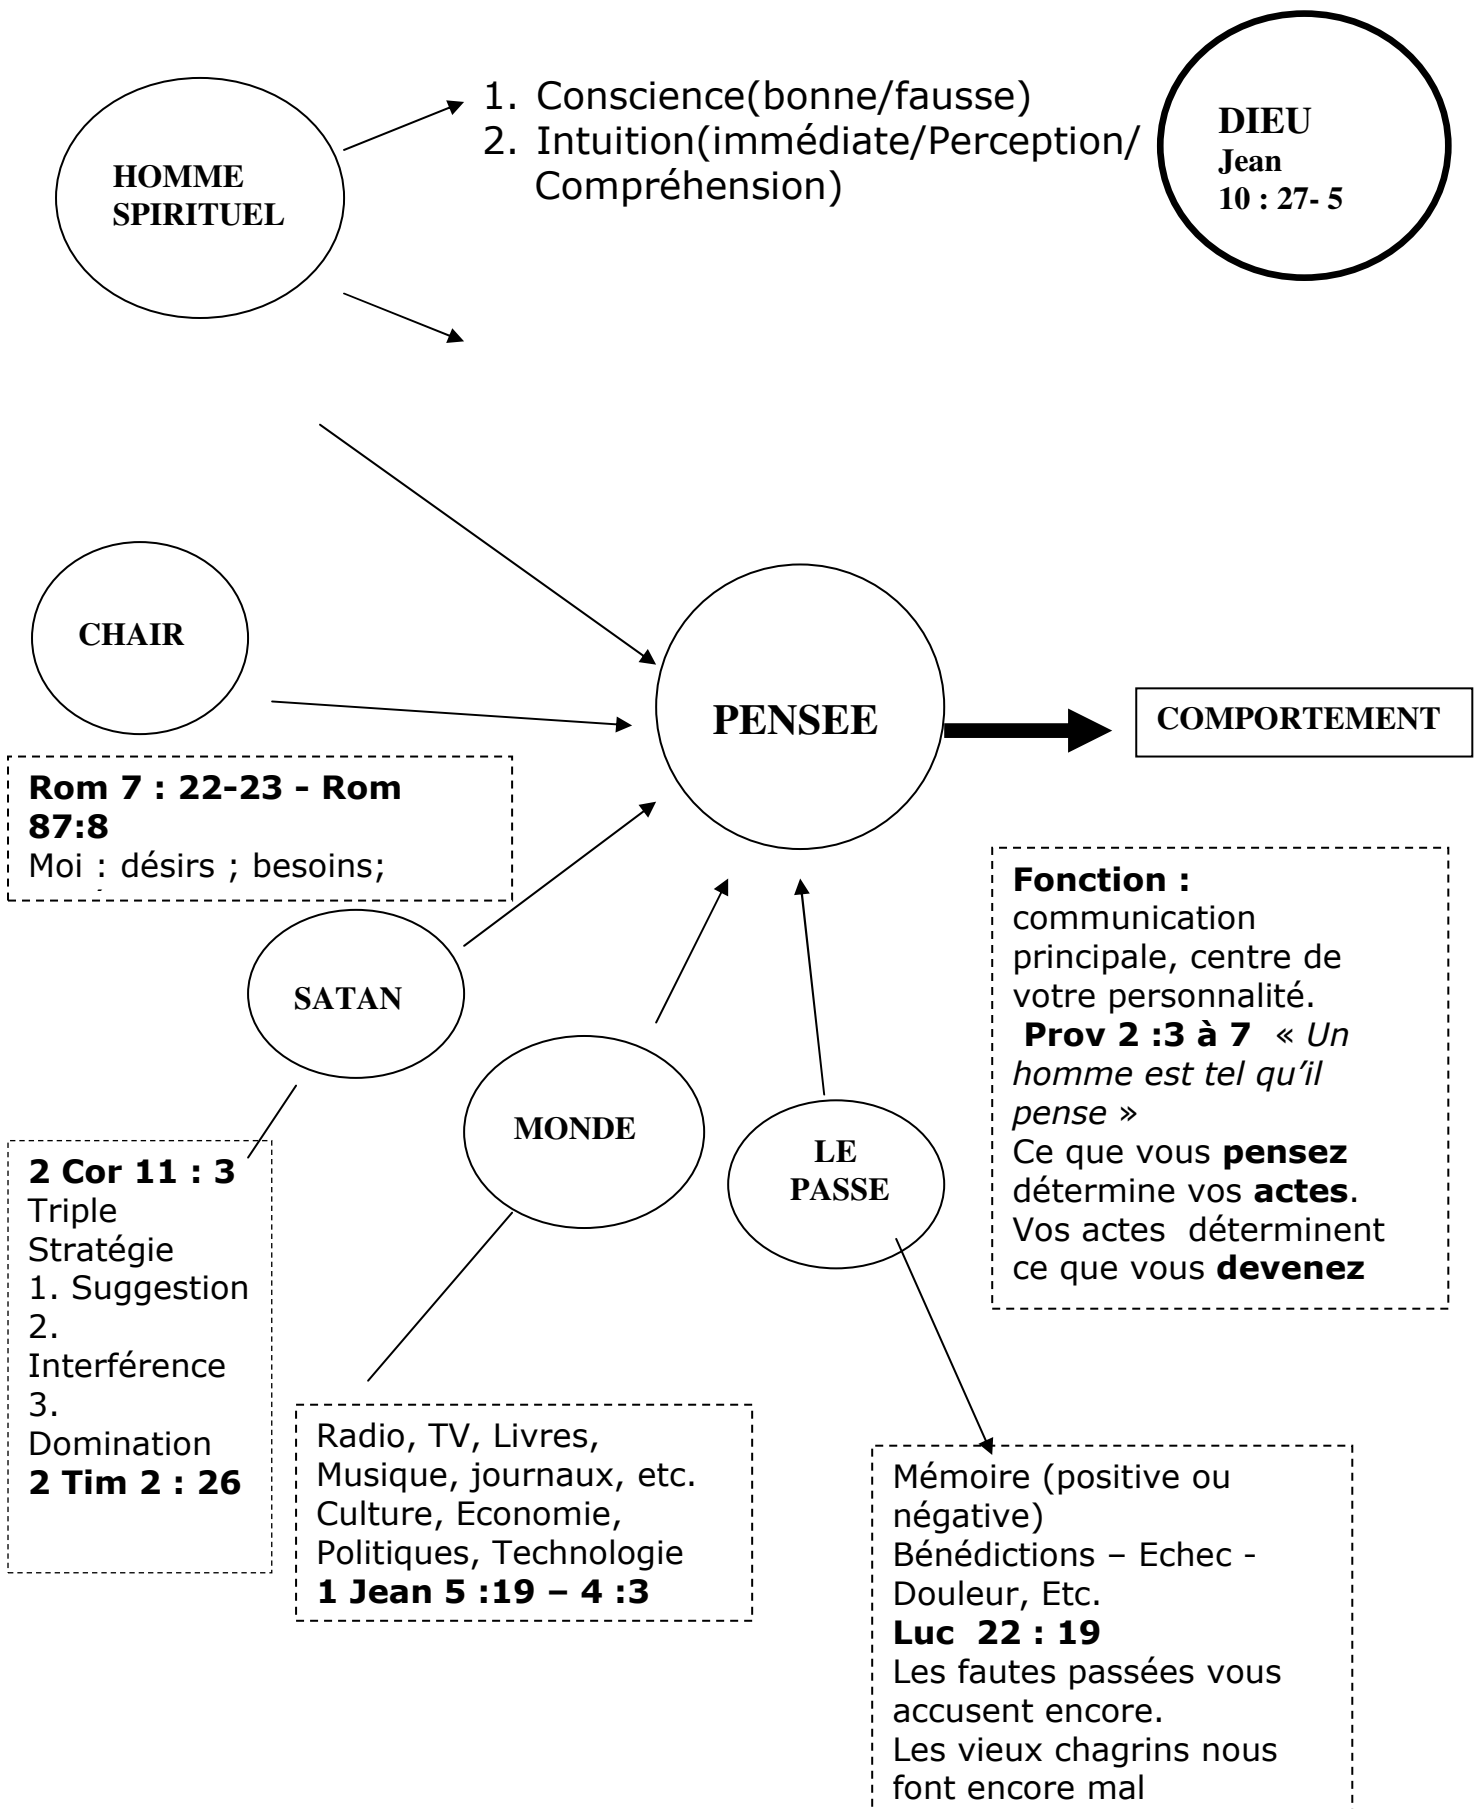 1. Conscience(bonne/fausse)
2. Intuition(immédiate/Perception/
Compréhension)
DIEU
Jean
10 : 27- 5
HOMME
SPIRITUEL
CHAIR
PENSEE
COMPORTEMENT
Rom 7 : 22-23 - Rom
87:8
Moi : désirs ; besoins;
SATAN
MONDE
LE
PASSE
Fonction :
communication
principale, centre de
votre personnalité.
Prov 2 :3 à 7 « Un
homme est tel qu’il
pense »
Ce que vous pensez
détermine vos actes.
Vos actes déterminent
ce que vous devenez
2 Cor 11 : 3
Triple
Stratégie
1. Suggestion
2.
Interférence
3.
Domination
2 Tim 2 : 26
Radio, TV, Livres,
Musique, journaux, etc.
Culture, Economie,
Politiques, Technologie
1 Jean 5 :19 – 4 :3
Mémoire (positive ou
négative)
Bénédictions – Echec -
Douleur, Etc.
Luc 22 : 19
Les fautes passées vous
accusent encore.
Les vieux chagrins nous
font encore mal